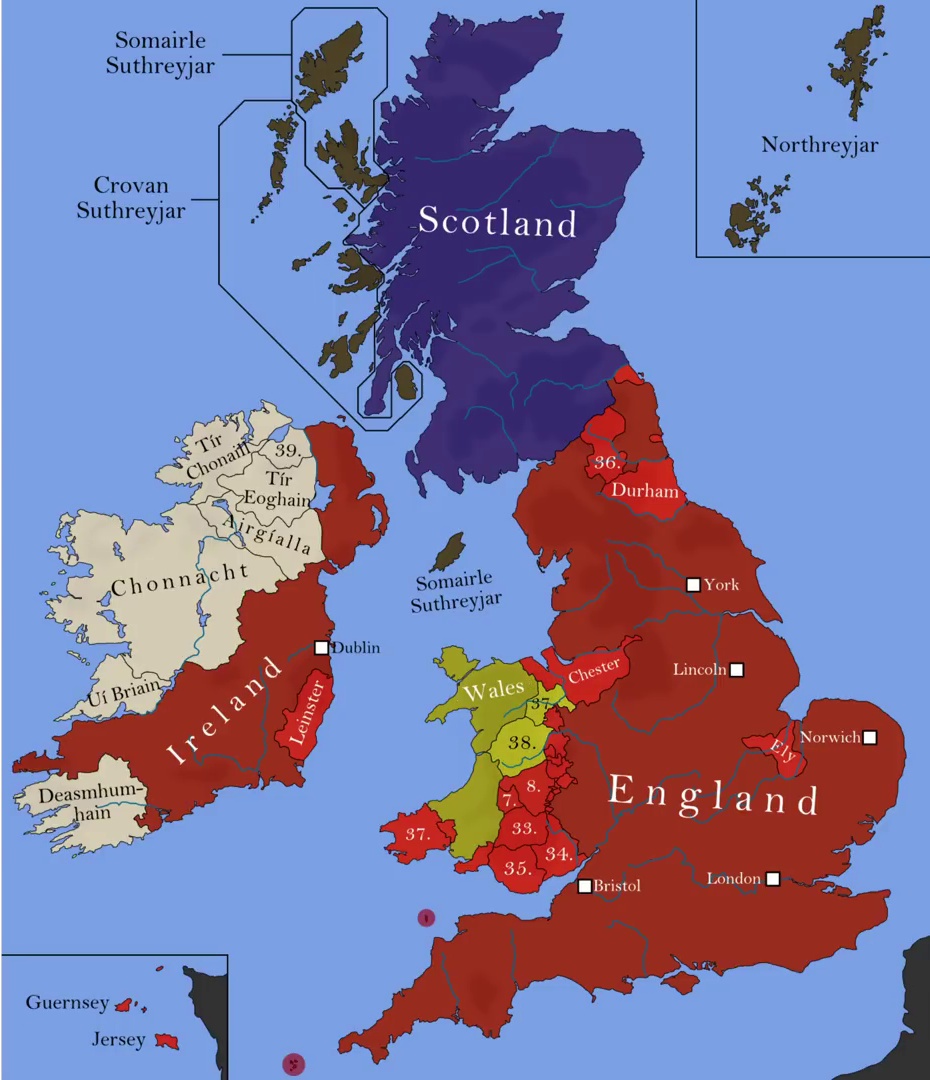 Somairle
Suthreyjar
Northreyjar
Crovan
Suthreyjar
Scotland
Tír
Chonaill
39.
Tír
Eoghain
36.
Durham
Airgíalla
Chonnacht
Somairle
Suthreyjar
York
Dublin
Lincoln
Chester
Uí Briain
Wales
37.
Ireland
Leinster
38.
Ely
Norwich
Deasmhum-
hain
8.
7.
England
37.
33.
34.
35.
London
Bristol
Guernsey
Jersey